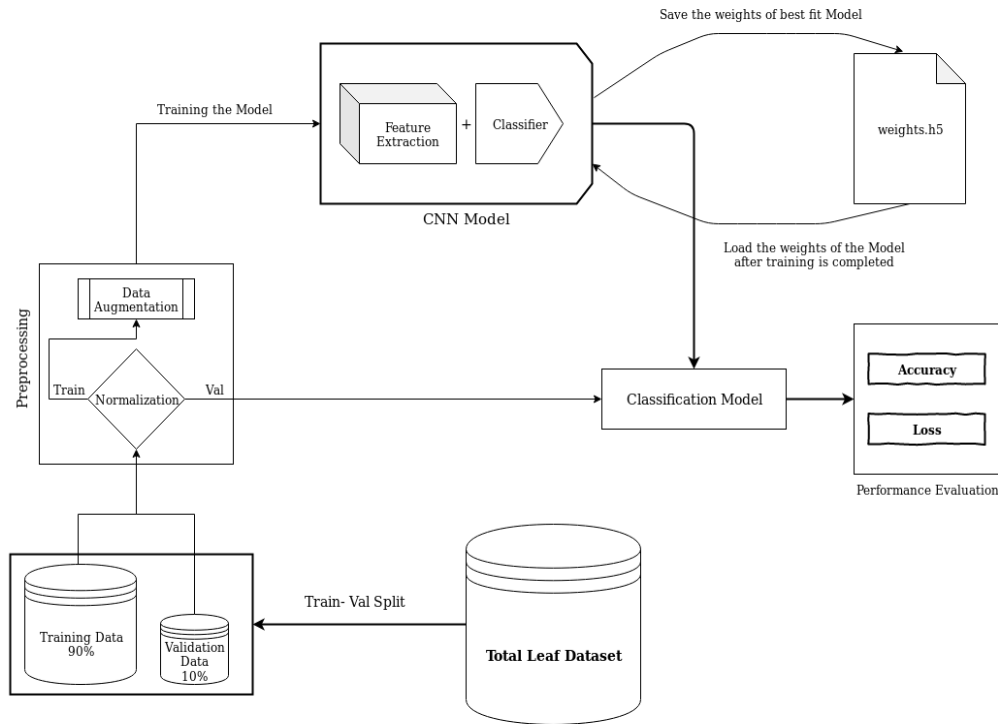 Save the weights of best fit Model
Training the Model
Feature
Extraction
+
Classifier
weights.h5
CNN Model
Load the weights of the Model
after training is completed
Preprocessing
Data
Augmentation
Train
Normalization
Val
Classification Model
Accuracy
Loss
Performance Evaluation
Training Data
90%
Validation
Data
10%
Train- Val Split
Total Leaf Dataset